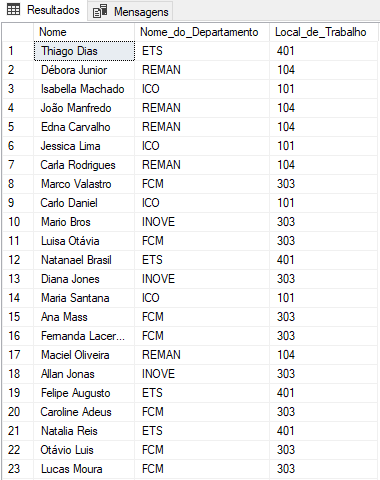 Resultados Mensagens
Nome Nome_do_Departamento Local_de_Trabalho
1 Thiago Dias ETS 401
2 Débora Junior REMAN 104
3 Isabella Machado ICO 101
4 João Manfredo REMAN 104
5 Edna Carvalho REMAN 104
6 Jessica Lima ICO 101
7 Carla Rodrigues REMAN 104
8 Marco Valastro FCM 303
9 Carlo Daniel ICO 101
10 Mario Bros INOVE 303
11 Luisa Otávia FCM 303
12 Natanael Brasil ETS 401
13 Diana Jones INOVE 303
14 Maria Santana ICO 101
15 Ana Mass FCM 303
16 Fernanda Lacer... FCM 303
17 Maciel Oliveira REMAN 104
18 Allan Jonas INOVE 303
19 Felipe Augusto ETS 401
20 Caroline Adeus FCM 303
21 Natalia Reis ETS 401
22 Otávio Luis FCM 303
23 Lucas Moura FCM 303